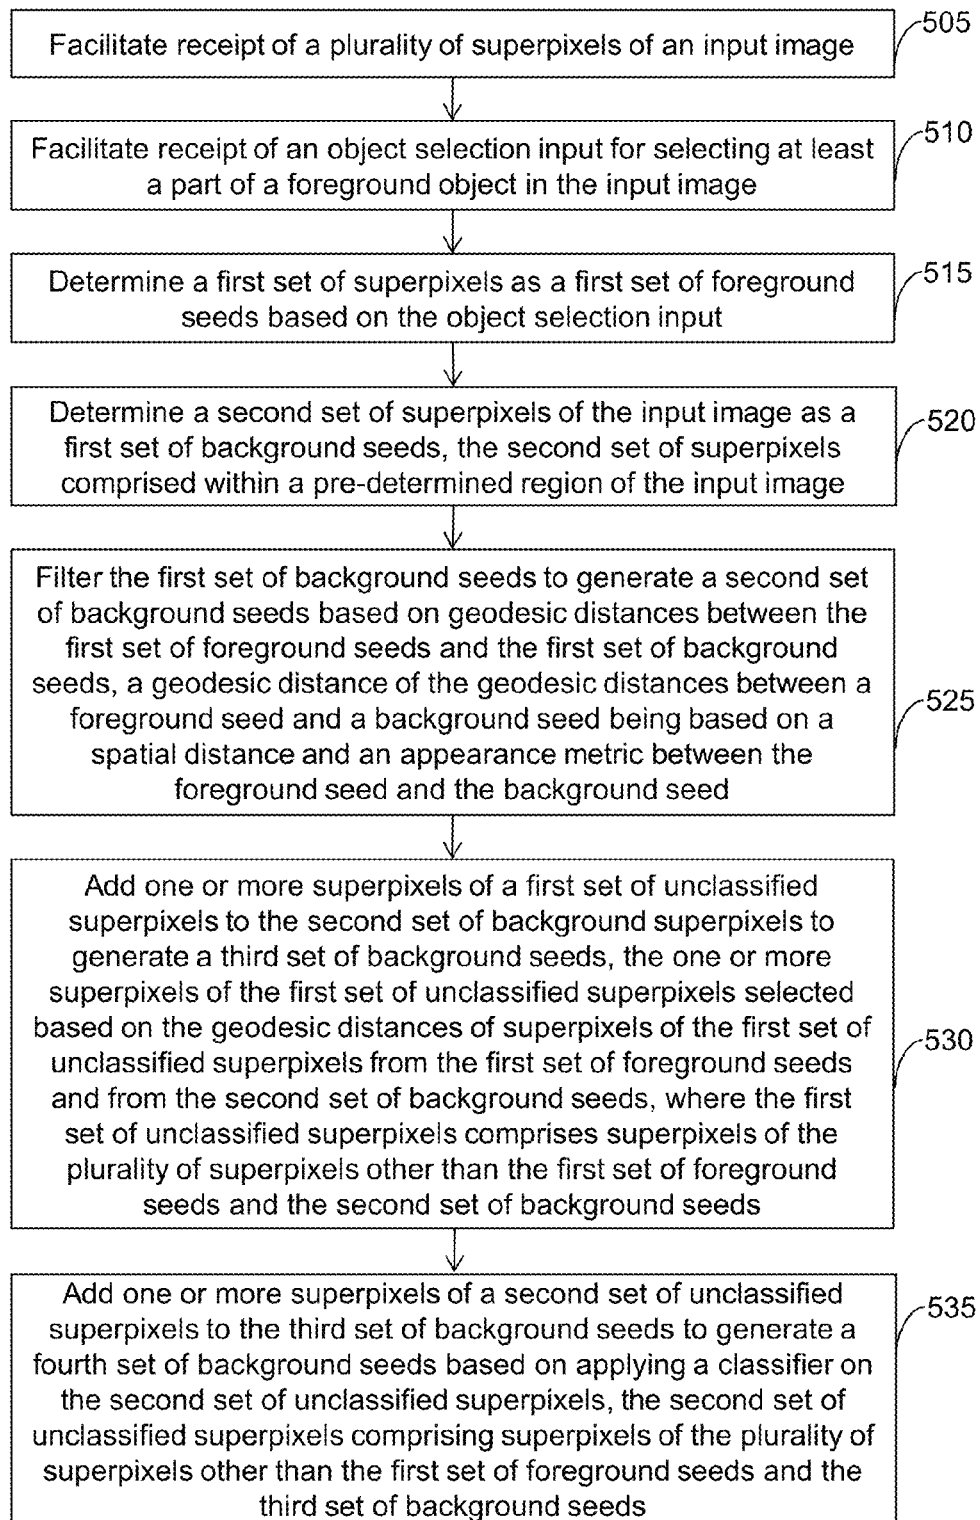 505
Facilitate receipt of a plurality of superpixels of an input image
510
Facilitate receipt of an object selection input for selecting at least
a part of a foreground object in the input image
515
Determine a first set of superpixels as a first set of foreground
seeds based on the object selection input
520
Determine a second set of superpixels of the input image as a
first set of background seeds, the second set of superpixels
comprised within a pre-determined region of the input image
525
Filter the first set of background seeds to generate a second set
of background seeds based on geodesic distances between the
first set of foreground seeds and the first set of background
seeds, a geodesic distance of the geodesic distances between a
foreground seed and a background seed being based on a
spatial distance and an appearance metric between the
foreground seed and the background seed
530
Add one or more superpixels of a first set of unclassified
superpixels to the second set of background superpixels to
generate a third set of background seeds, the one or more
superpixels of the first set of unclassified superpixels selected
based on the geodesic distances of superpixels of the first set of
unclassified superpixels from the first set of foreground seeds
and from the second set of background seeds, where the first
set of unclassified superpixels comprises superpixels of the
plurality of superpixels other than the first set of foreground
seeds and the second set of background seeds
535
Add one or more superpixels of a second set of unclassified
superpixels to the third set of background seeds to generate a
fourth set of background seeds based on applying a classifier on
the second set of unclassified superpixels, the second set of
unclassified superpixels comprising superpixels of the plurality of
superpixels other than the first set of foreground seeds and the
third set of background seeds